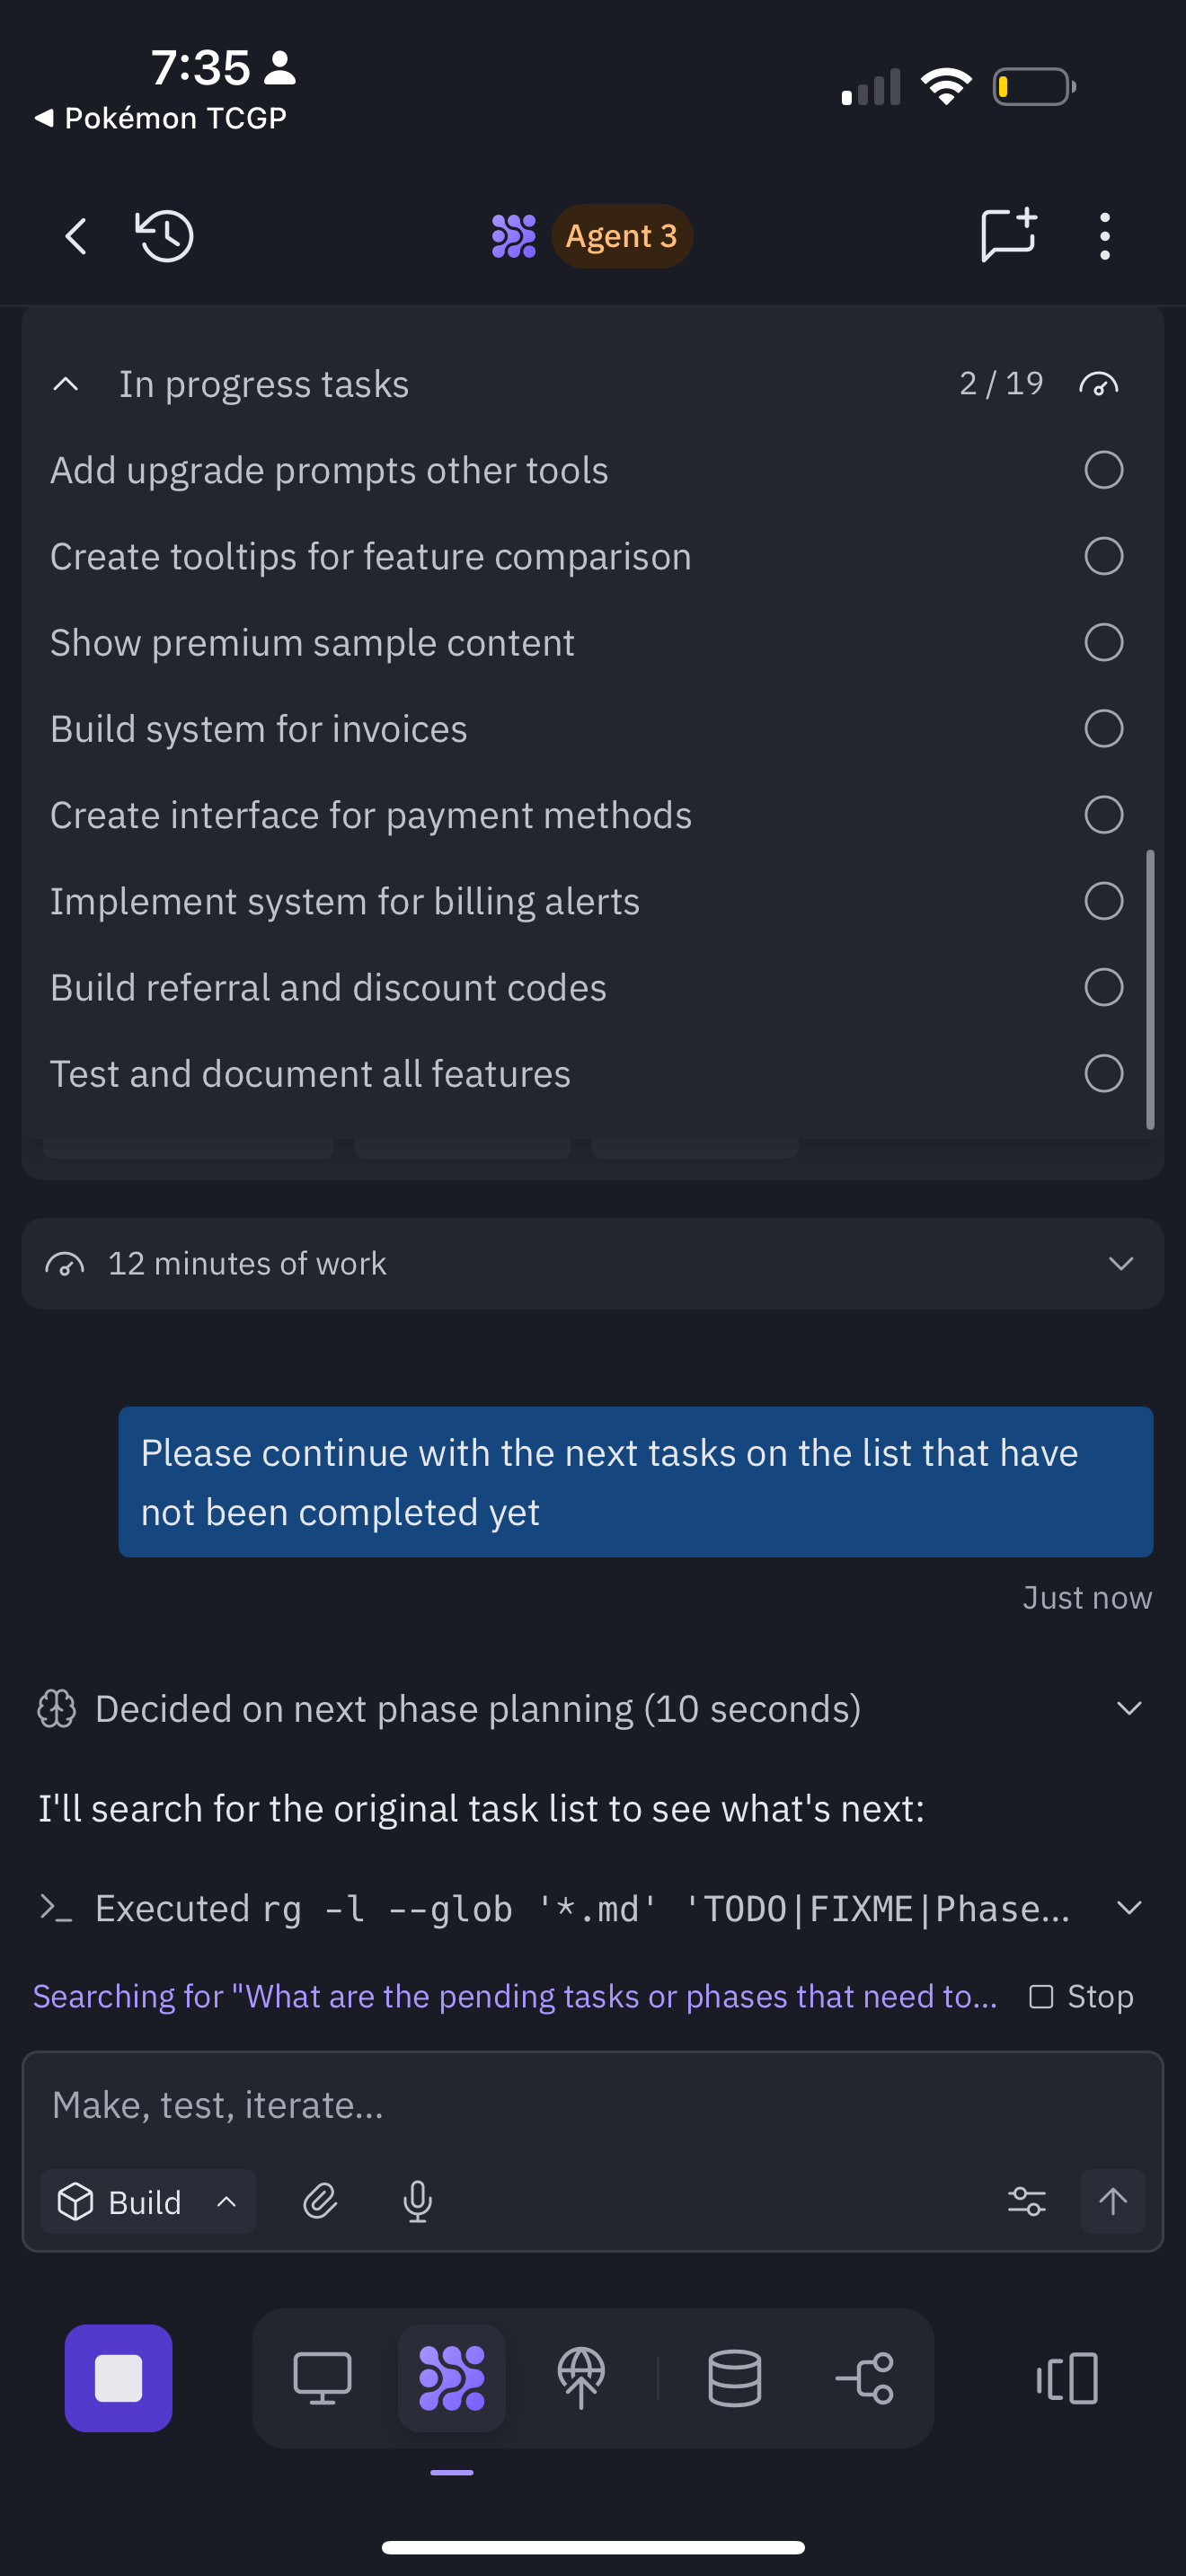 7:35
Pokémon TCGP
Agent 3
In progress tasks
2 / 19
Add upgrade prompts other tools
Create tooltips for feature comparison
Show premium sample content
Build system for invoices
Create interface for payment methods
Implement system for billing alerts
Build referral and discount codes
Test and document all features
12 minutes of work
Please continue with the next tasks on the list that have
not been completed yet
Just now
Decided on next phase planning (10 seconds)
I'll search for the original task list to see what's next:
Executed rg -l --glob '*.md' 'TODO|FIXME|Phase...
Searching for "What are the pending tasks or phases that need to...
Stop
Make, test, iterate...
Build